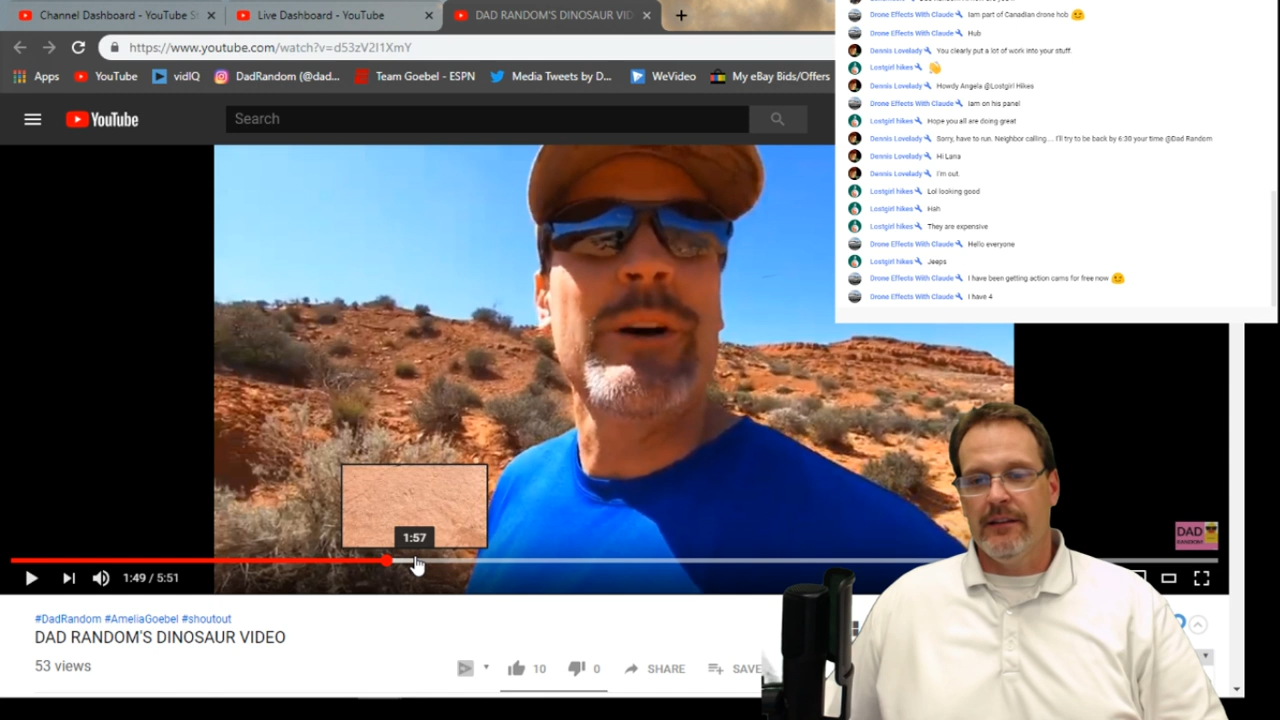 Channel Dashboard - YouTube St × Live Dashboard - YouTube × DAD RANDOM'S DINOSAUR VID × +
https://www.youtube.com/watch?v=d53zV2I1XmY
Apps YouTube vistia DadRandom (@dad... Team Goebel - ESPN Media Tweets by D... WeVideo My eBay Bids/Offers
YouTube Search
Drone Effects With Claude Iam part of Canadian drone hob
Drone Effects With Claude Hub
Dennis Lovelady You clearly put a lot of work into your stuff.
Lostgirl hikes
Dennis Lovelady Howdy Angela @Lostgirl Hikes
Drone Effects With Claude Iam on his panel
Lostgirl hikes Hope you all are doing great
Dennis Lovelady Sorry, have to run. Neighbor calling.... I'll try to be back by 6:30 your time @Dad Random
Dennis Lovelady Hi Lana
Dennis Lovelady I'm out.
Lostgirl hikes Lol looking good
Lostgirl hikes Hah
Lostgirl hikes They are expensive
Drone Effects With Claude Hello everyone
Lostgirl hikes Jeeps
Drone Effects With Claude I have been getting action cams for free now
Drone Effects With Claude I have 4
DAD
RANDOM
1:57
1:49 / 5:51
#DadRandom #AmeliaGoebel #shoutout
DAD RANDOM'S DINOSAUR VIDEO
53 views 10 0 SHARE SAVE